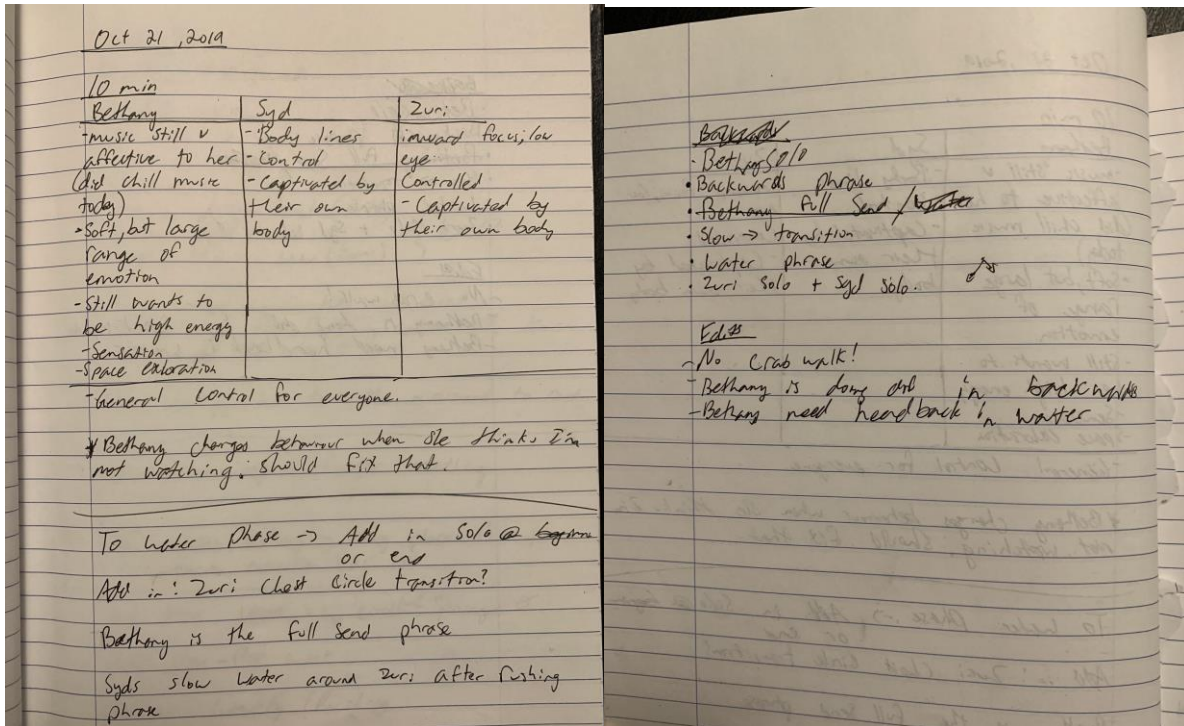 Oct 21, 2019
10 min
Bethany
-music still v
affective to her
(did chill music
today)
-Soft, but large
range of
emotion
-Still wants to
be high energy
-Sensation
-Space exloration
Syd
-Body lines
-Control
-Captivated by
their own
body
Zuri
inward focus, low
eye
Controlled
-Captivated by
their own body
-General control for everyone.
* Bethany changes behaviour when she thinks I'm
not watching. should fix that.
To water phase -> Add in solo @
or end
Add in: Zuri Chest Circle transition?
Bethany is the full send phrase
Syds slow water around Zuri after rushing
phrase
Backwards
· Bethany Solo
· Backwards phrase
· Bethany full send / water
· Slow → transition
· Water phrase
· Zuri solo + Syd solo.
Edits
-No crab walk!
-Bethany is doing in backwards
-Bethany need head back in water